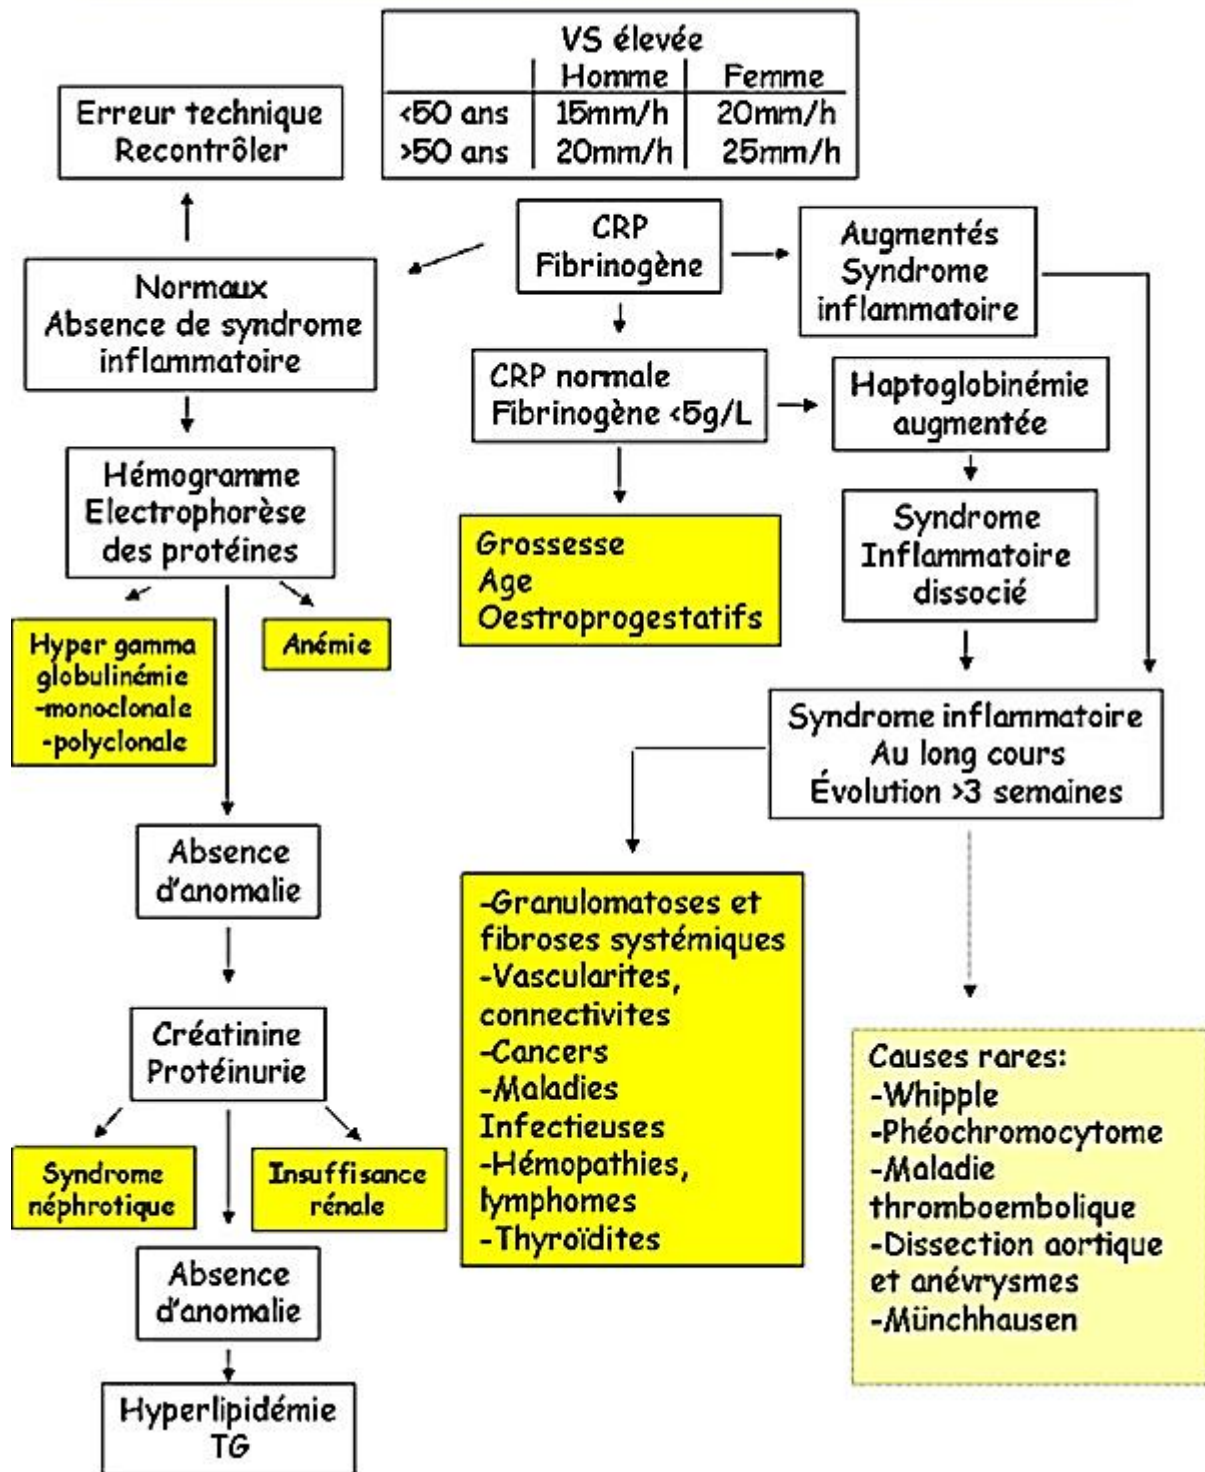 VS élevée
Homme Femme
<50 ans 15mm/h 20mm/h
>50 ans 20mm/h 25mm/h
Erreur technique
Recontrôler
CRP
Fibrinogène
Augmentés
Syndrome
inflammatoire
Normaux
Absence de syndrome
inflammatoire
CRP normale
Fibrinogène <5g/L
Haptoglobinémie
augmentée
Hémogramme
Electrophorèse
des protéines
Grossesse
Age
Oestroprogestatifs
Syndrome
Inflammatoire
dissocié
Hyper gamma
globulinémie
-monoclonale
-polyclonale
Anémie
Syndrome inflammatoire
Au long cours
Évolution >3 semaines
Absence
d'anomalie
-Granulomatoses et
fibroses systémiques
-Vascularites,
connectivites
-Cancers
-Maladies
Infectieuses
-Hémopathies,
lymphomes
-Thyroïdites
Créatinine
Protéinurie
Causes rares:
-Whipple
-Phéochromocytome
-Maladie
thromboembolique
-Dissection aortique
et anévrysmes
-Münchhausen
Syndrome
néphrotique
Insuffisance
rénale
Absence
d'anomalie
Hyperlipidémie
TG